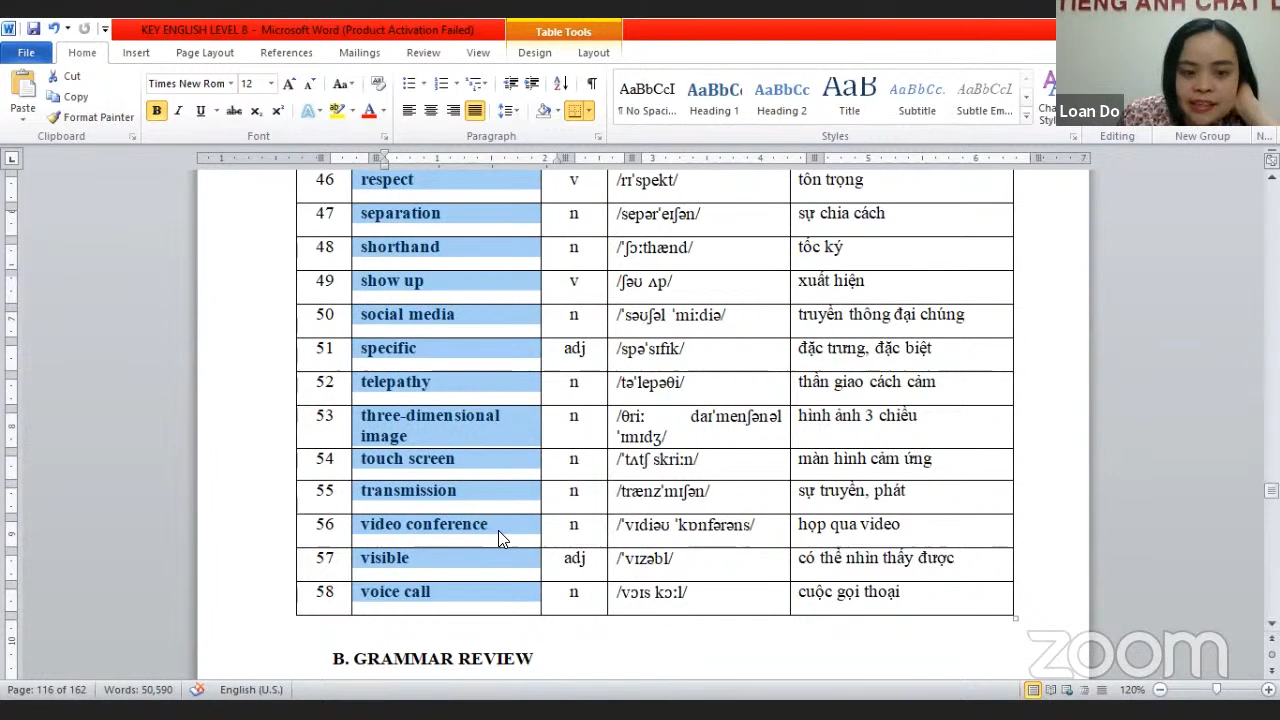 KEY ENGLISH LEVEL 8 - Microsoft Word (Product Activation Failed)
Table Tools
TIẾNG ANH CHẤT L
File Home Insert Page Layout References Mailings Review View Design Layout
Paste
Cut
Copy
Format Painter
Clipboard
Times New Rom 12
Font
Paragraph
AaBbCcI AaBbC AaBbCc AaB AaBbCc. AaBbCcL
¶ No Spaci... Heading 1 Heading 2 Title Subtitle Subtle Em...
Styles
Editing
New Group
Loan Do
46 respect v /rɪˈspekt/ tôn trọng
47 separation n /sepərˈeɪʃən/ sự chia cách
48 shorthand n /ˈʃɔːthænd/ tốc ký
49 show up v /ʃəʊ ʌp/ xuất hiện
50 social media n /ˈsəʊʃəl ˈmiːdiə/ truyền thông đại chúng
51 specific adj /spəˈsɪfik/ đặc trưng, đặc biệt
52 telepathy n /təˈlepəθi/ thần giao cách cảm
53 three-dimensional image n /θriː daɪˈmenʃənəl ˈɪmɪdʒ/ hình ảnh 3 chiều
54 touch screen n /ˈtʌtʃ skriːn/ màn hình cảm ứng
55 transmission n /trænzˈmɪʃən/ sự truyền, phát
56 video conference n /ˈvɪdiəʊ ˈkɒnfərəns/ họp qua video
57 visible adj /ˈvɪzəbl/ có thể nhìn thấy được
58 voice call n /vɔɪs kɔːl/ cuộc gọi thoại
B. GRAMMAR REVIEW
zoom
Page: 116 of 162 Words: 50,590 English (U.S.) 120%